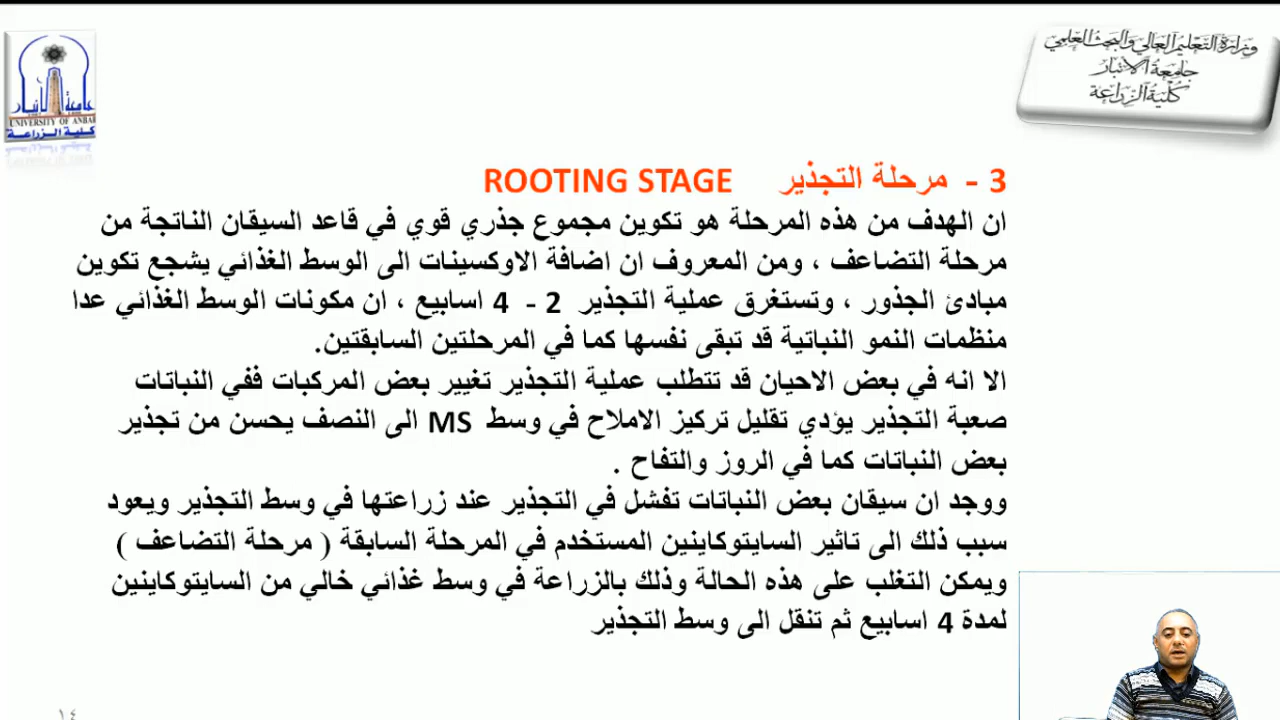 وزارة التعليم العالي والبحث العلمي
جامعة الانبار
كلية الزراعة
جامعة الانبار
UNIVERSITY OF ANBAR
كلية الزراعة
3 - مرحلة التجذير ROOTING STAGE
ان الهدف من هذه المرحلة هو تكوين مجموع جذري قوي في قاعد السيقان الناتجة من
مرحلة التضاعف ، ومن المعروف ان اضافة الاوكسينات الى الوسط الغذائي يشجع تكوين
مبادئ الجذور ، وتستغرق عملية التجذير 2 - 4 اسابيع ، ان مكونات الوسط الغذائي عدا
منظمات النمو النباتية قد تبقى نفسها كما في المرحلتين السابقتين.
الا انه في بعض الاحيان قد تتطلب عملية التجذير تغيير بعض المركبات ففي النباتات
صعبة التجذير يؤدي تقليل تركيز الاملاح في وسط MS الى النصف يحسن من تجذير
بعض النباتات كما في الروز والتفاح .
ووجد ان سيقان بعض النباتات تفشل في التجذير عند زراعتها في وسط التجذير ويعود
سبب ذلك الى تاثير السايتوكاينين المستخدم في المرحلة السابقة ( مرحلة التضاعف )
ويمكن التغلب على هذه الحالة وذلك بالزراعة في وسط غذائي خالي من السايتوكاينين
لمدة 4 اسابيع ثم تنقل الى وسط التجذير
١٤